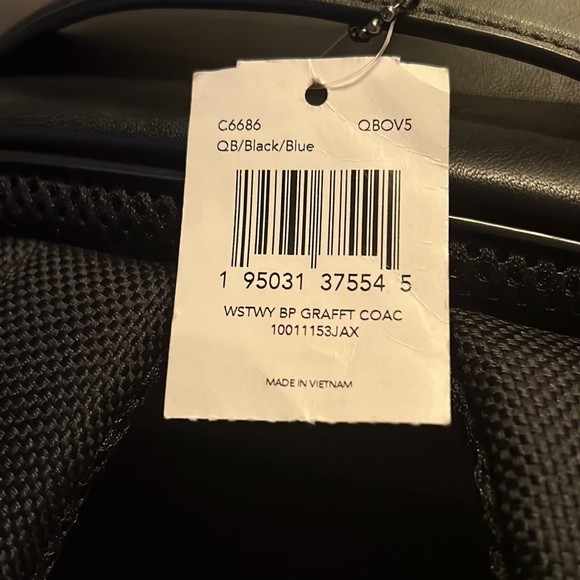 C6686 QBOV5
QB/Black/Blue
1 95031 37554 5
WSTWY BP GRAFFT COAC
10011153JAX
MADE IN VIETNAM